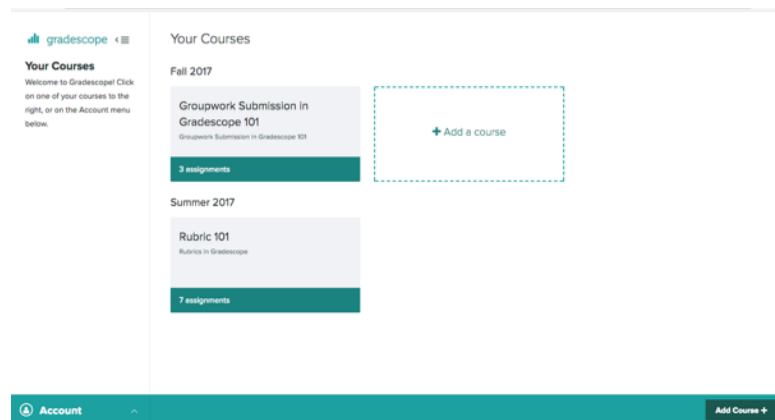 gradescope
Your Courses
Welcome to Gradescope! Click
on one of your courses to the
right, or on the Account menu
below.
Your Courses
Fall 2017
Groupwork Submission in
Gradescope 101
Groupwork Submission in Gradescope 101
3 assignments
+ Add a course
Summer 2017
Rubric 101
Rubrics in Gradescope
7 assignments
Account
Add Course +